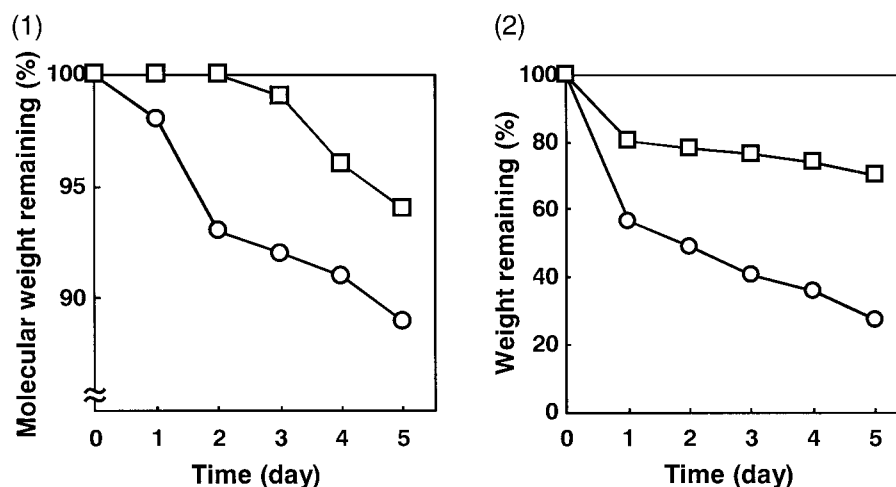 (1)
Molecular weight remaining (%)
100
95
90
0 1 2 3 4 5
Time (day)
(2)
Weight remaining (%)
100
80
60
40
20
0
0 1 2 3 4 5
Time (day)